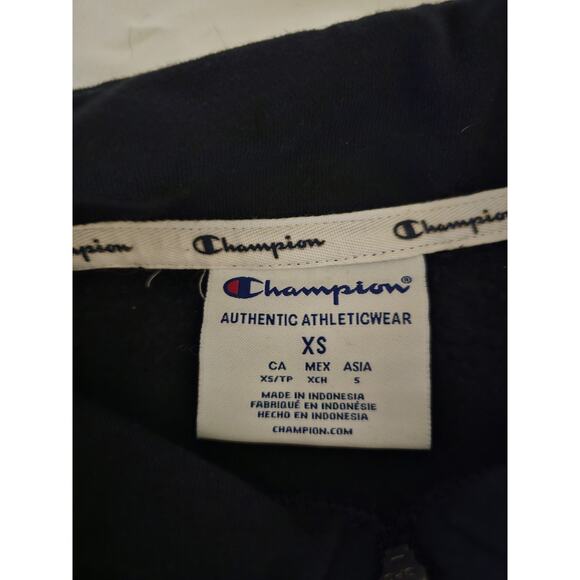 mpion Champion Champion
Champion®
AUTHENTIC ATHLETICWEAR
XS
CA MEX ASIA
XS/TP XCH S
MADE IN INDONESIA
FABRIQUÉ EN INDONÉSIE
HECHO EN INDONESIA
CHAMPION.COM